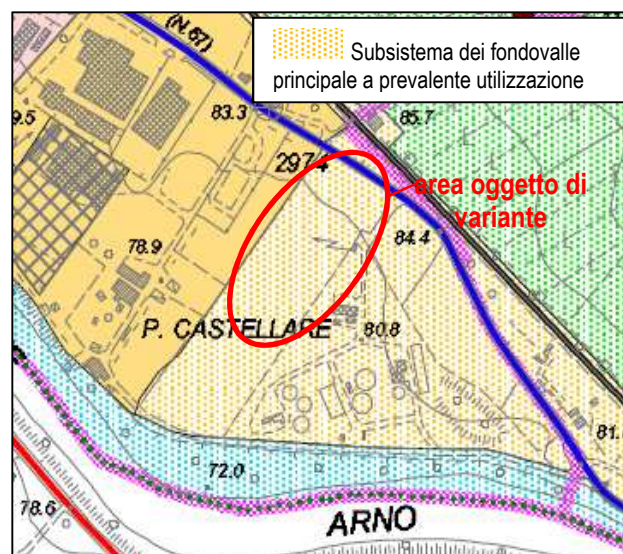 (N.67)
Subsistema dei fondovalle
principale a prevalente utilizzazione
83.3
85.7
9.5
2974
area oggetto di
variante
84.4
78.9
P. CASTELLARE
80.8
81.
72.0
78.6
ARNO